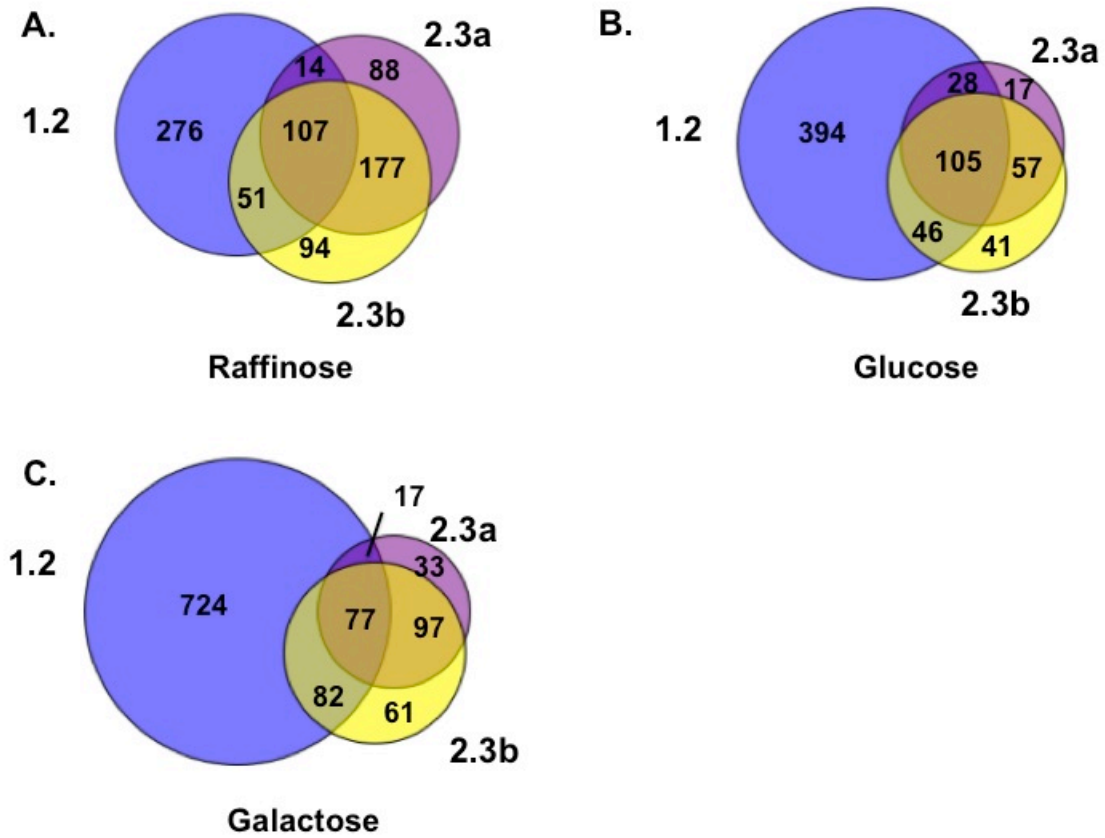 A.
2.3a
14
88
1.2
276
107
177
51
94
2.3b
Raffinose
B.
2.3a
28
17
1.2
394
105
57
46
41
2.3b
Glucose
C.
17
2.3a
1.2
33
724
77
97
82
61
2.3b
Galactose